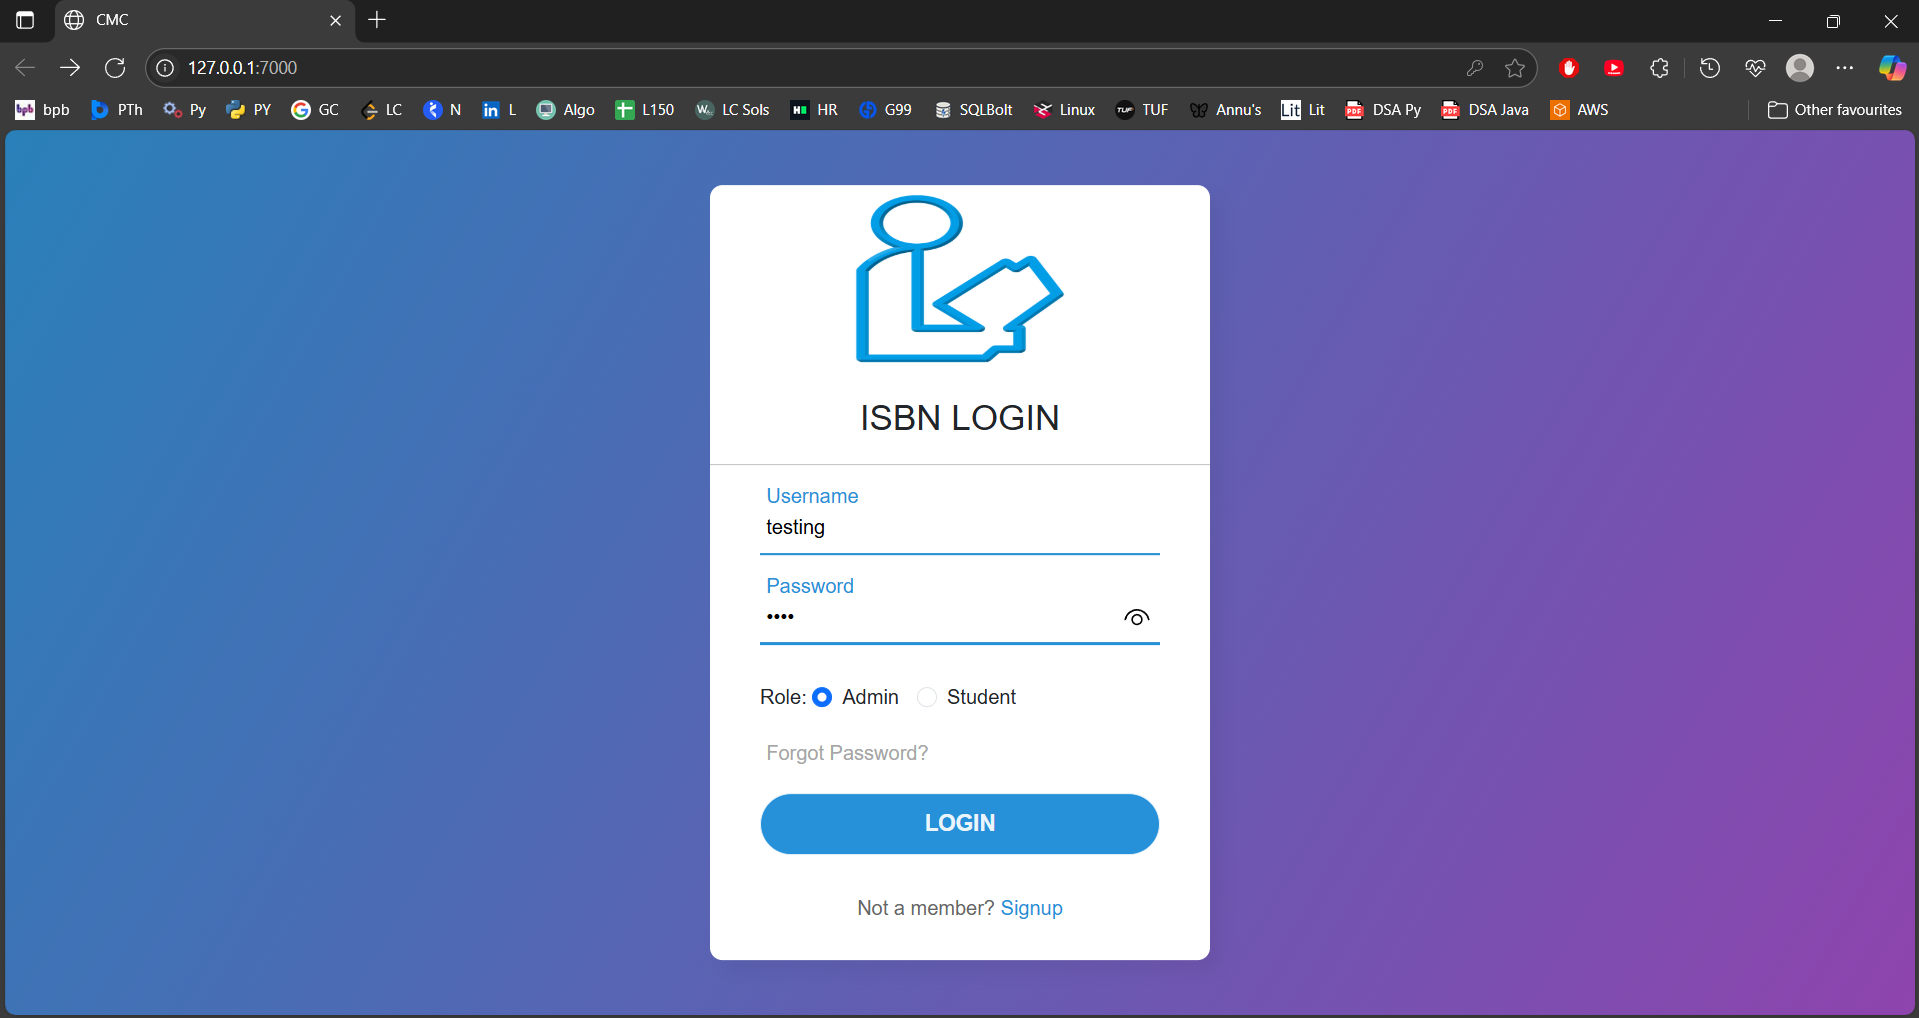 CMC
127.0.0.1:7000
bpb PTh Py PY GC LC N L Algo L150 LC Sols HR G99 SQLBolt Linux TUF Annu's Lit DSA Py DSA Java AWS Other favourites
ISBN LOGIN
Username
testing
Password
••••
Role: Admin Student
Forgot Password?
LOGIN
Not a member? Signup